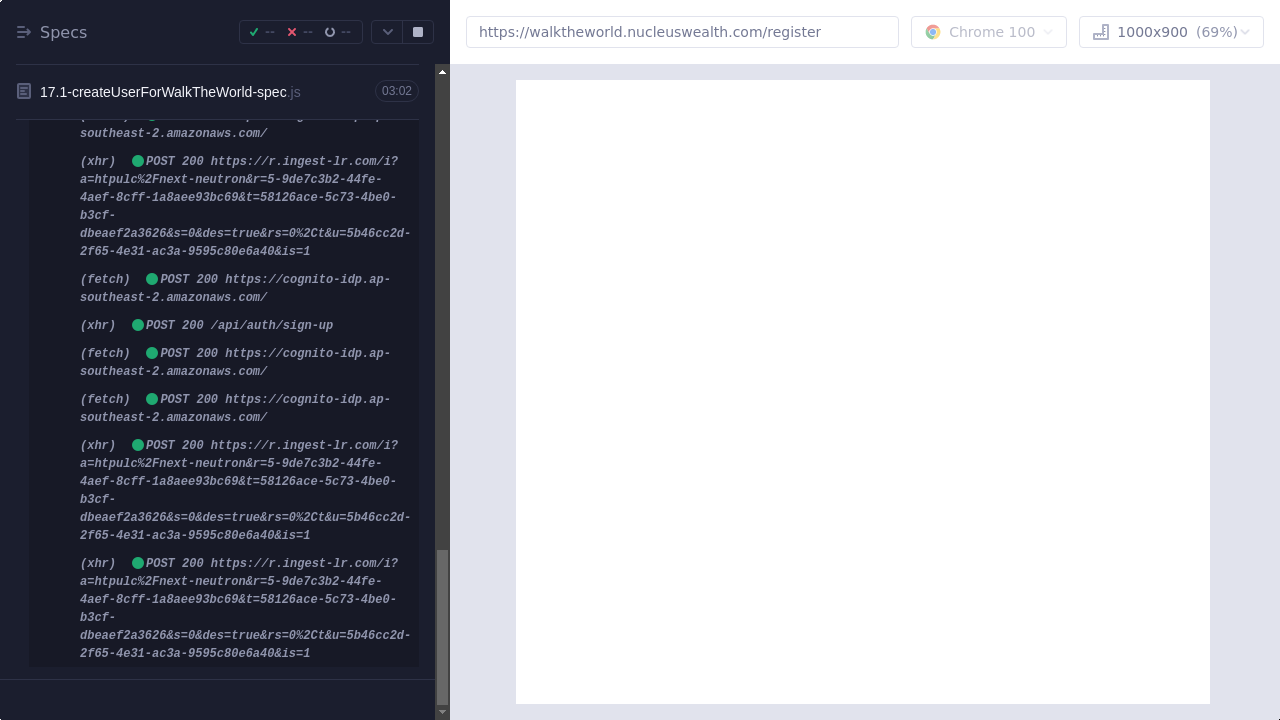 Specs
-- -- --
https://walktheworld.nucleuswealth.com/register
Chrome 100
1000x900 (69%)
17.1-createUserForWalkTheWorld-spec.js
03:02
southeast-2.amazonaws.com/
(xhr) POST 200 https://r.ingest-lr.com/i?
a=htpulc%2Fnext-neutron&r=5-9de7c3b2-44fe-
4aef-8cff-1a8aee93bc69&t=58126ace-5c73-4be0-
b3cf-
dbeaef2a3626&s=0&des=true&rs=0%2Ct&u=5b46cc2d-
2f65-4e31-ac3a-9595c80e6a40&is=1
(fetch) POST 200 https://cognito-idp.ap-
southeast-2.amazonaws.com/
(xhr) POST 200 /api/auth/sign-up
(fetch) POST 200 https://cognito-idp.ap-
southeast-2.amazonaws.com/
(fetch) POST 200 https://cognito-idp.ap-
southeast-2.amazonaws.com/
(xhr) POST 200 https://r.ingest-lr.com/i?
a=htpulc%2Fnext-neutron&r=5-9de7c3b2-44fe-
4aef-8cff-1a8aee93bc69&t=58126ace-5c73-4be0-
b3cf-
dbeaef2a3626&s=0&des=true&rs=0%2Ct&u=5b46cc2d-
2f65-4e31-ac3a-9595c80e6a40&is=1
(xhr) POST 200 https://r.ingest-lr.com/i?
a=htpulc%2Fnext-neutron&r=5-9de7c3b2-44fe-
4aef-8cff-1a8aee93bc69&t=58126ace-5c73-4be0-
b3cf-
dbeaef2a3626&s=0&des=true&rs=0%2Ct&u=5b46cc2d-
2f65-4e31-ac3a-9595c80e6a40&is=1